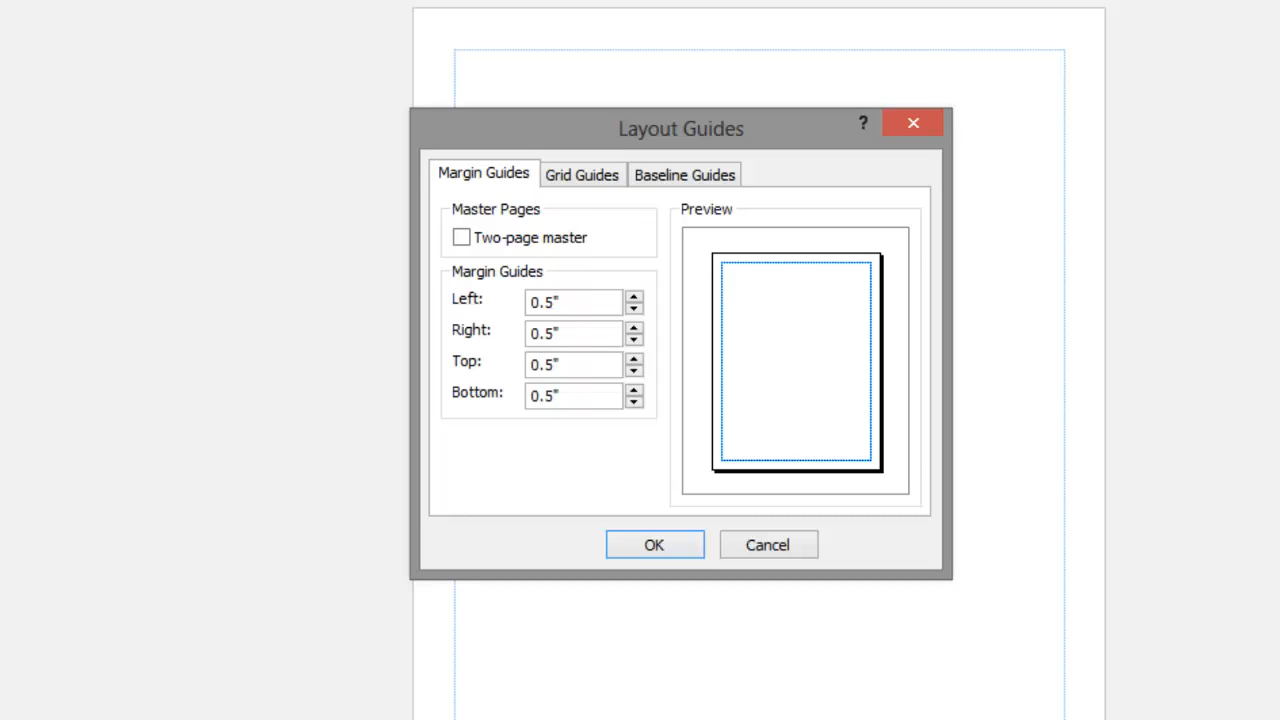 Layout Guides
?
Margin Guides Grid Guides Baseline Guides
Master Pages
Two-page master
Margin Guides
Left: 0.5"
Right: 0.5"
Top: 0.5"
Bottom: 0.5"
Preview
OK Cancel